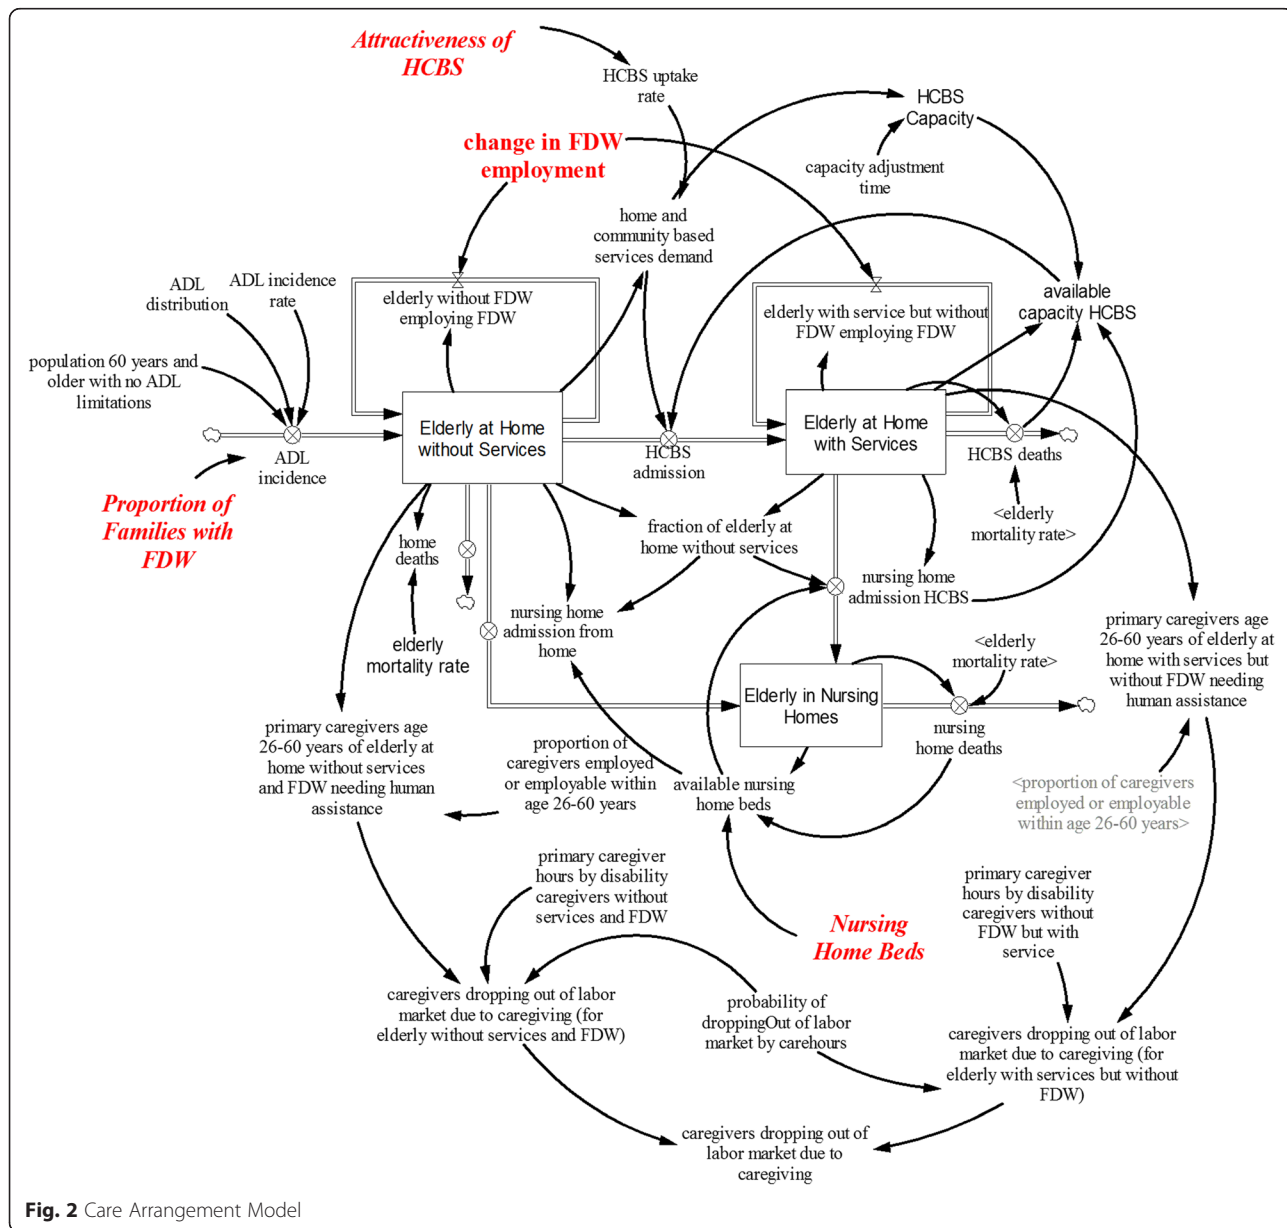 Attractiveness of
HCBS
HCBS uptake
rate
HCBS
Capacity
change in FDW
employment
capacity adjustment
time
home and
community based
services demand
ADL
distribution
ADL incidence
rate
elderly without FDW
employing FDW
elderly with service but without
FDW employing FDW
available
capacity HCBS
population 60 years and
older with no ADL
limitations
Elderly at Home
without Services
Elderly at Home
with Services
ADL
incidence
HCBS
admission
HCBS deaths
Proportion of
Families with
FDW
home
deaths
fraction of elderly at
home without services
<elderly
mortality rate>
nursing home
admission from
home
nursing home
admission HCBS
elderly
mortality rate
<elderly
mortality rate>
primary caregivers age
26-60 years of elderly at
home with services but
without FDW needing
human assistance
Elderly in Nursing
Homes
nursing
home deaths
primary caregivers age
26-60 years of elderly at
home without services
and FDW needing human
assistance
proportion of
caregivers employed
or employable within
age 26-60 years
available nursing
home beds
<proportion of caregivers
employed or employable
within age 26-60 years>
primary caregiver
hours by disability
caregivers without
services and FDW
Nursing
Home Beds
primary caregiver
hours by disability
caregivers without
FDW but with
service
caregivers dropping out of labor
market due to caregiving (for
elderly without services and FDW)
probability of
droppingOut of labor
market by carehours
caregivers dropping out of labor
market due to caregiving (for
elderly with services but without
FDW)
caregivers dropping out of
labor market due to
caregiving
Fig. 2 Care Arrangement Model